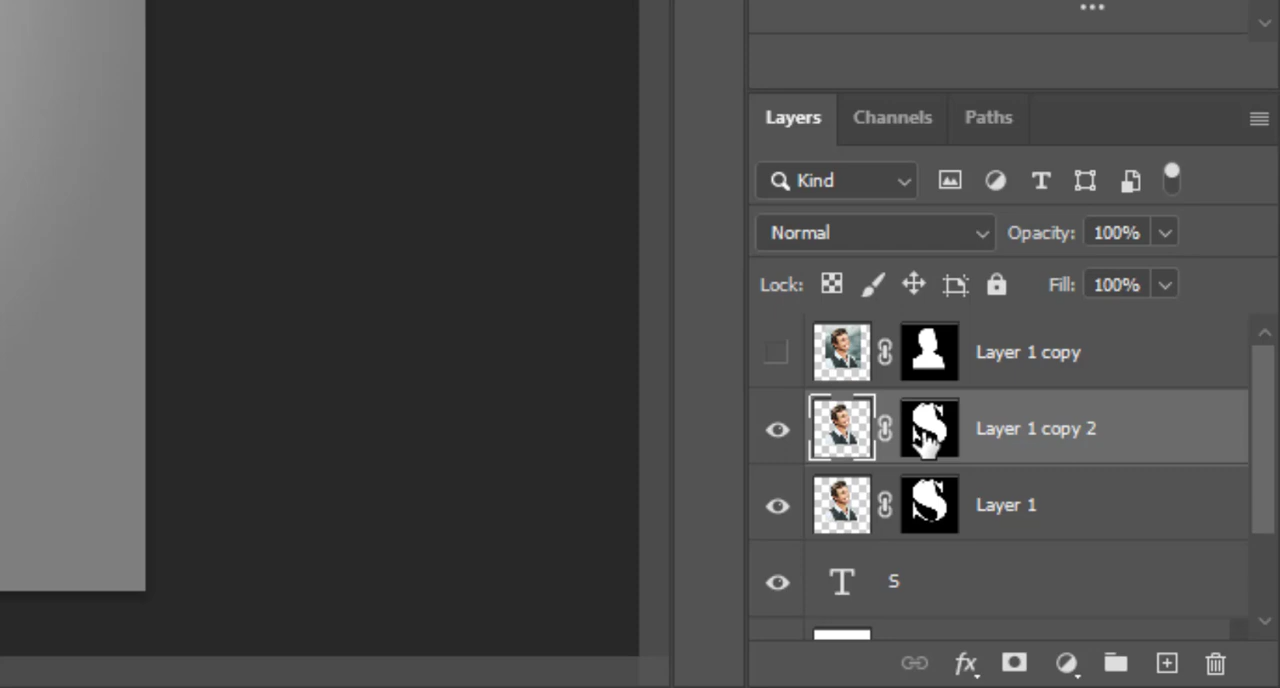 Layers Channels Paths
Kind
Normal Opacity: 100%
Lock: Fill: 100%
Layer 1 copy
Layer 1 copy 2
Layer 1
T S
fx